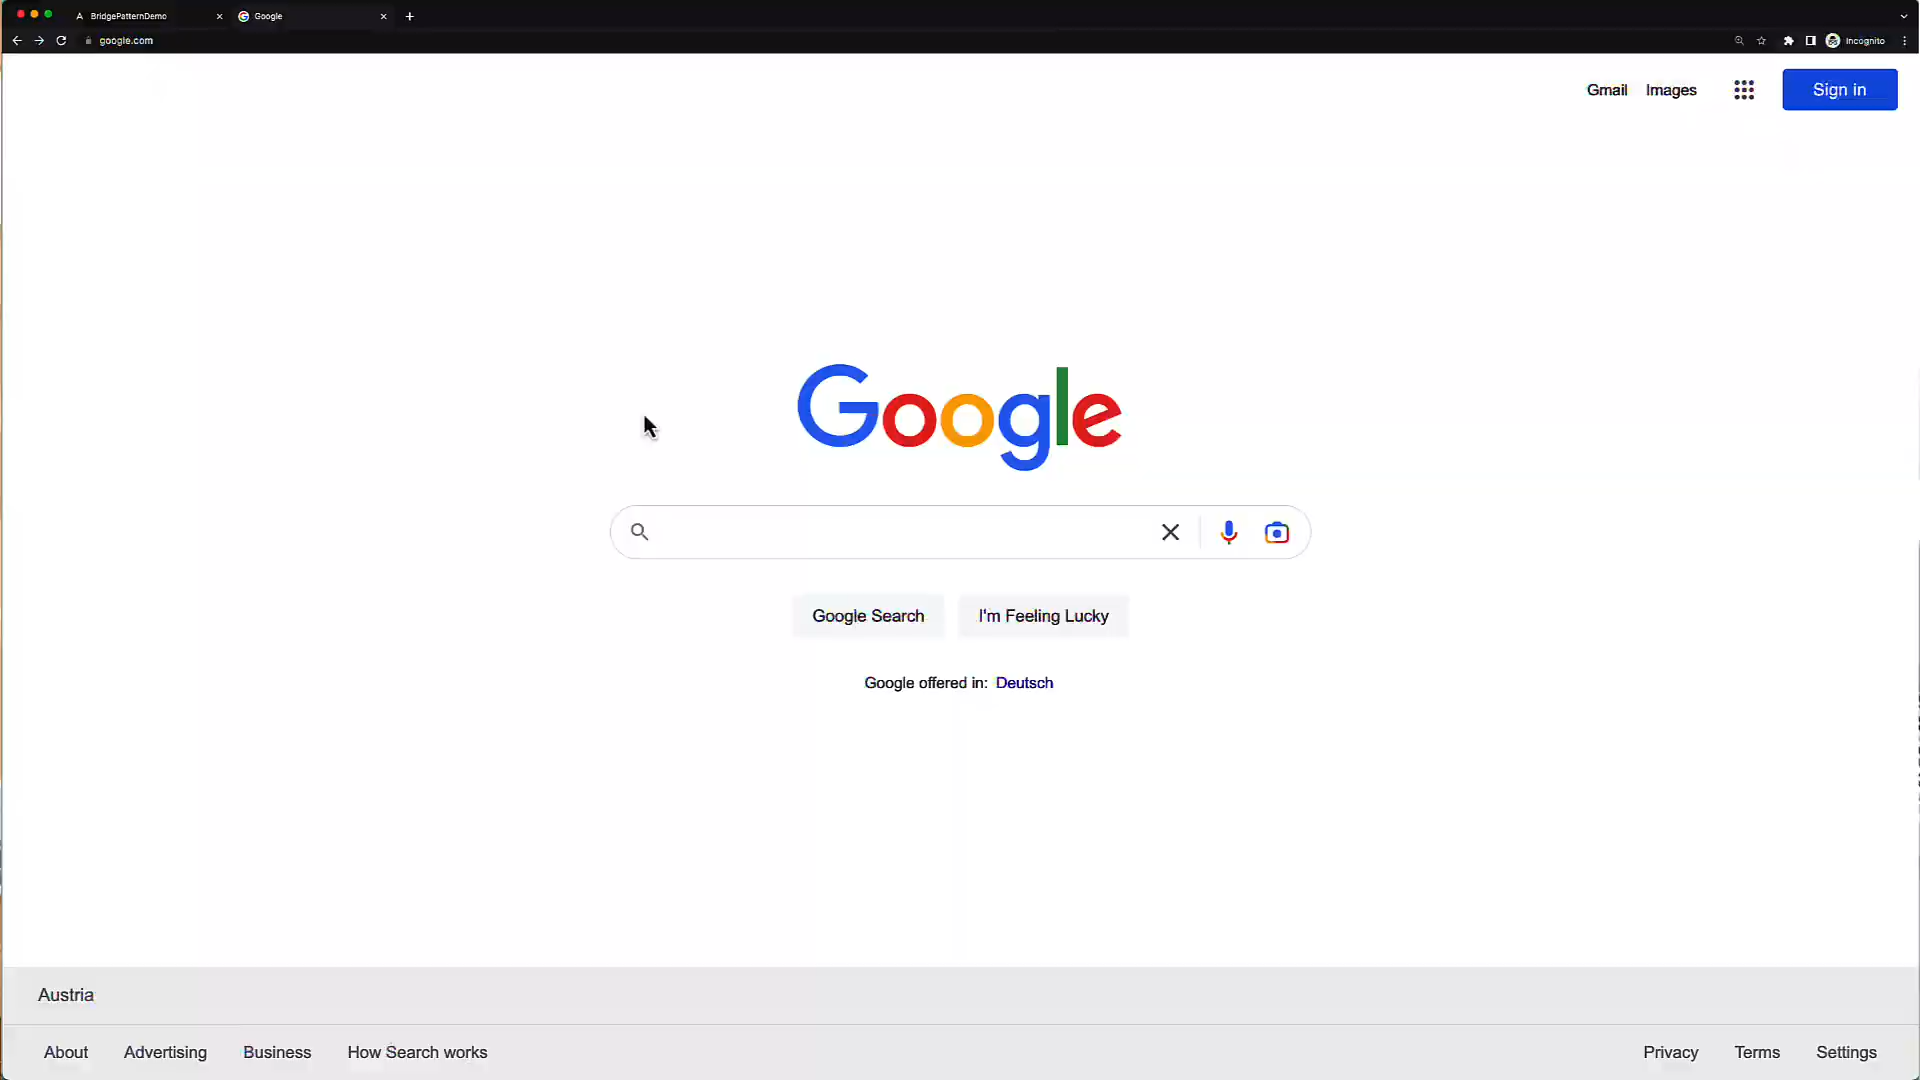 BridgePatternDemo
Google
google.com
Incognito
Gmail Images
Sign in
Google
Google Search
I'm Feeling Lucky
Google offered in: Deutsch
Austria
About Advertising Business How Search works
Privacy Terms Settings